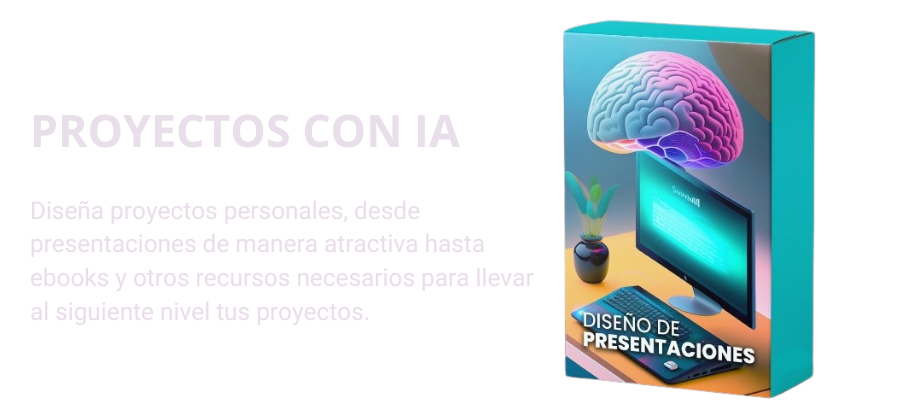 PROYECTOS CON IA
Diseña proyectos personales, desde
presentaciones de manera atractiva hasta
ebooks y otros recursos necesarios para llevar
al siguiente nivel tus proyectos.
DISEÑO DE
PRESENTACIONES